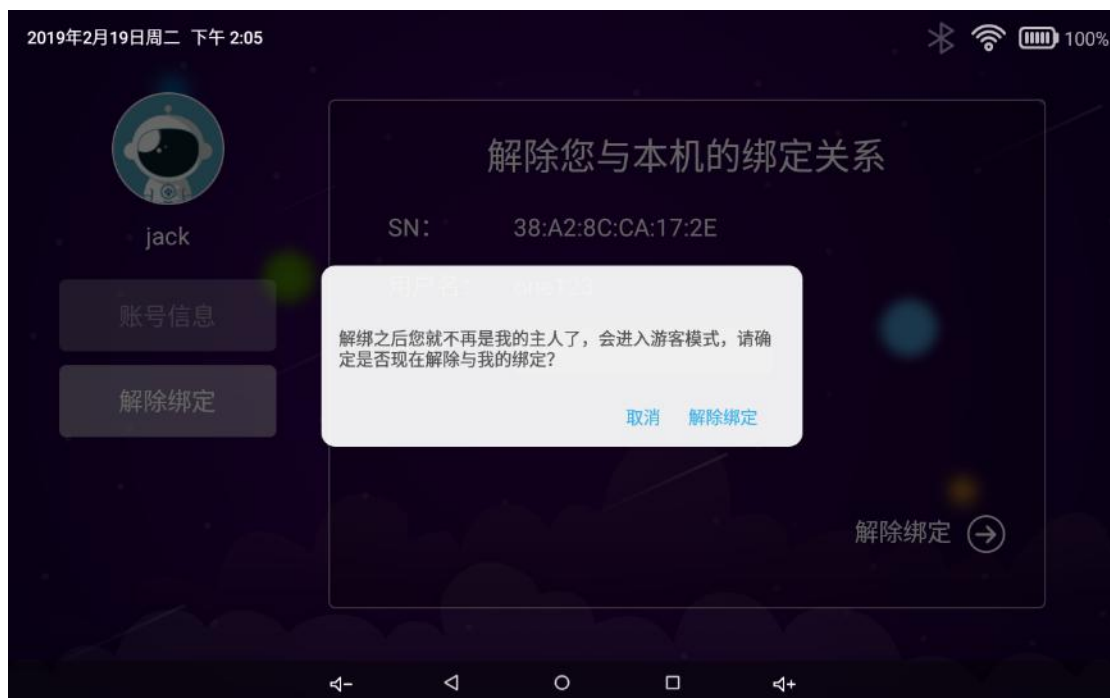 2019年2月19日周二 下午 2:05
100%
jack
账号信息
解除绑定
解除您与本机的绑定关系
SN: 38:A2:8C:CA:17:2E
用户名:
解绑之后您就不再是我的主人了，会进入游客模式，请确
定是否现在解除与我的绑定？
取消 解除绑定
解除绑定